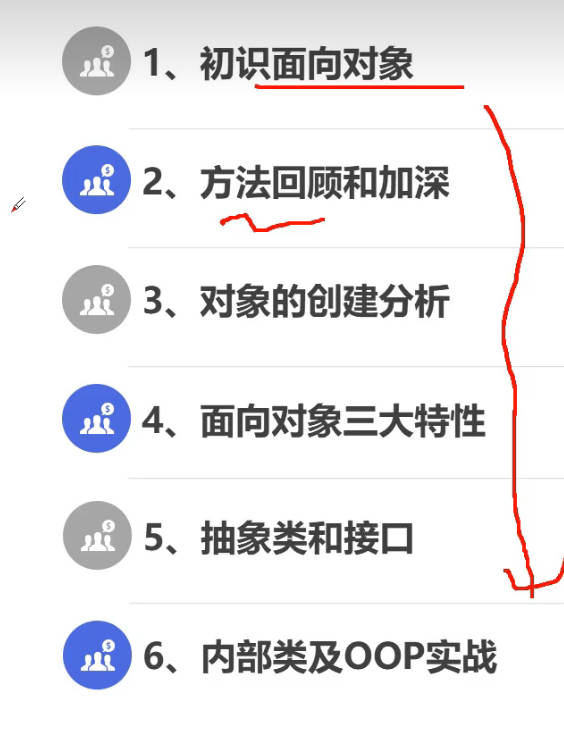 1、初识面向对象
2、方法回顾和加深
3、对象的创建分析
4、面向对象三大特性
5、抽象类和接口
6、内部类及OOP实战